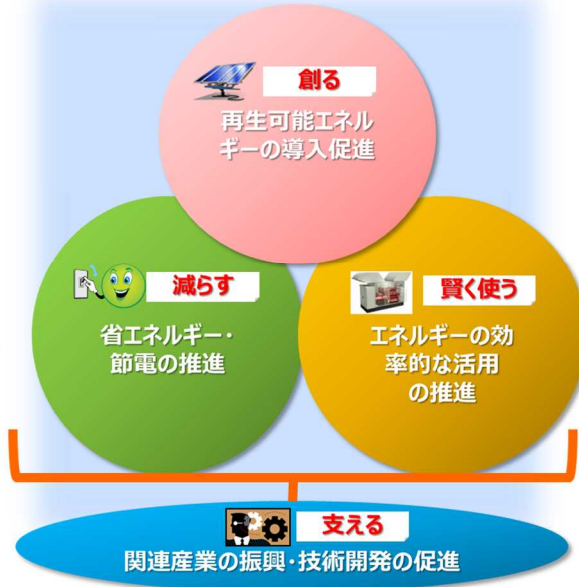 創る
再生可能エネル
ギーの導入促進
減らす
省エネルギー・
節電の推進
賢く使う
エネルギーの効
率的な活用
の推進
支える
関連産業の振興・技術開発の促進